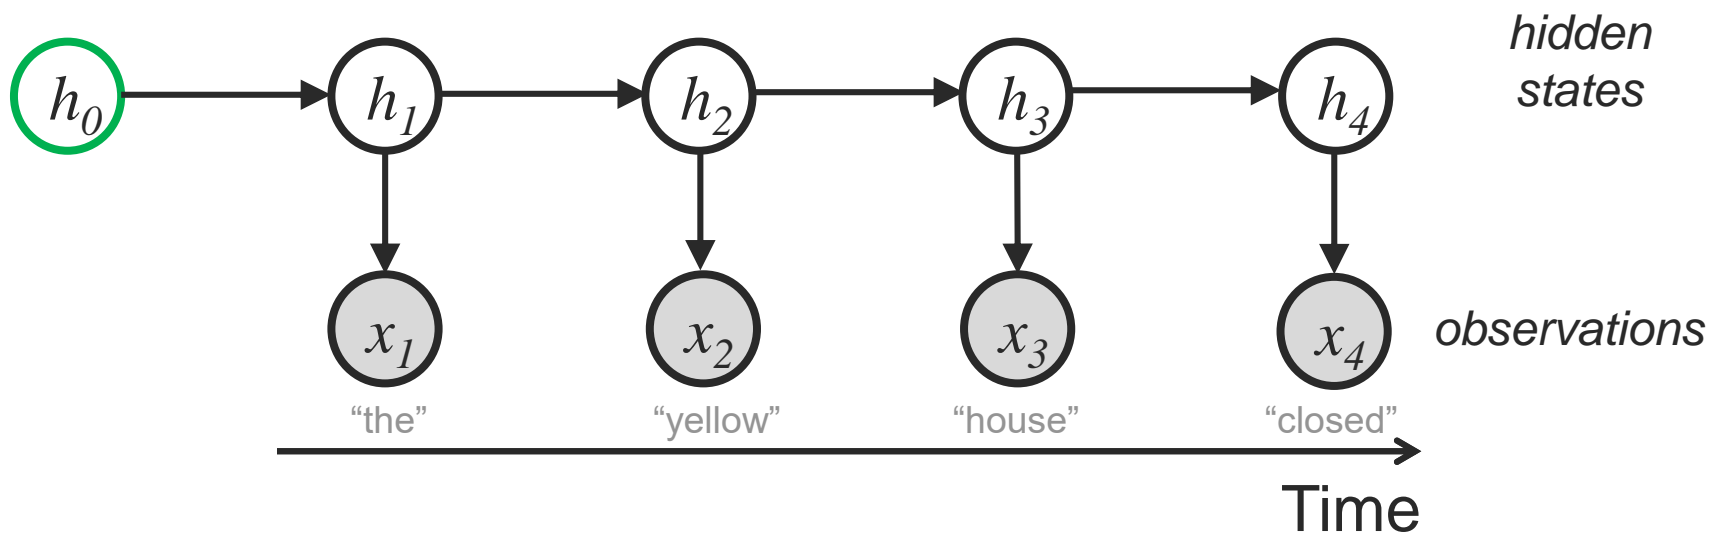 h0 h1 h2 h3 h4 hidden
states
x1 x2 x3 x4 observations
“the” “yellow” “house” “closed”
Time